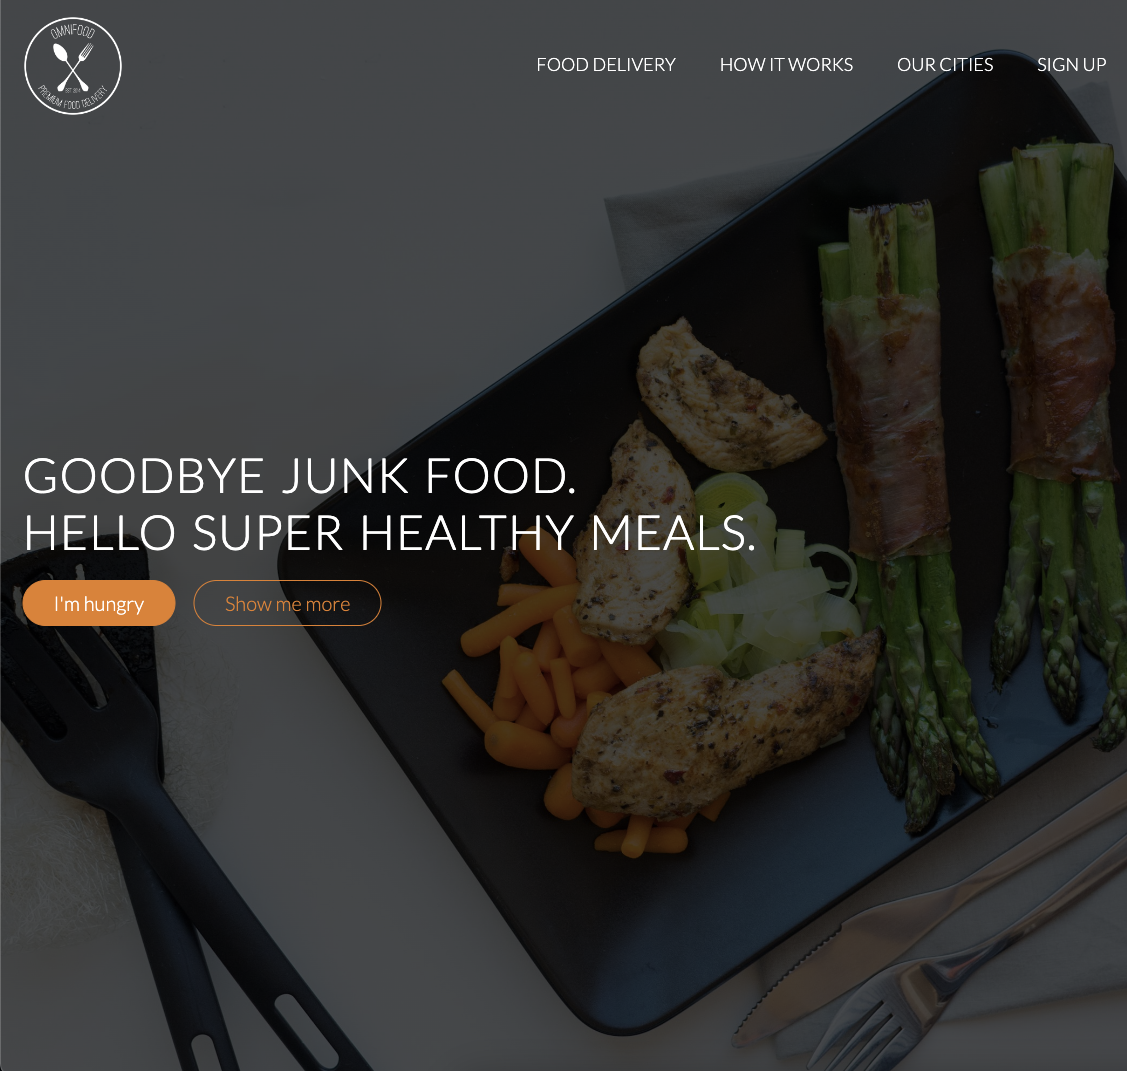 OMNIFOOD
EST 2014
PREMIUM FOOD DELIVERY
FOOD DELIVERY
HOW IT WORKS
OUR CITIES
SIGN UP
GOODBYE JUNK FOOD.
HELLO SUPER HEALTHY MEALS.
I'm hungry
Show me more